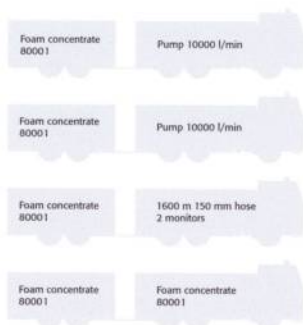 Foam concentrate
80001
Pump 10000 l/min
Foam concentrate
80001
Pump 10000 l/min
Foam concentrate
80001
1600 m 150 mm hose
2 monitors
Foam concentrate
80001
Foam concentrate
80001